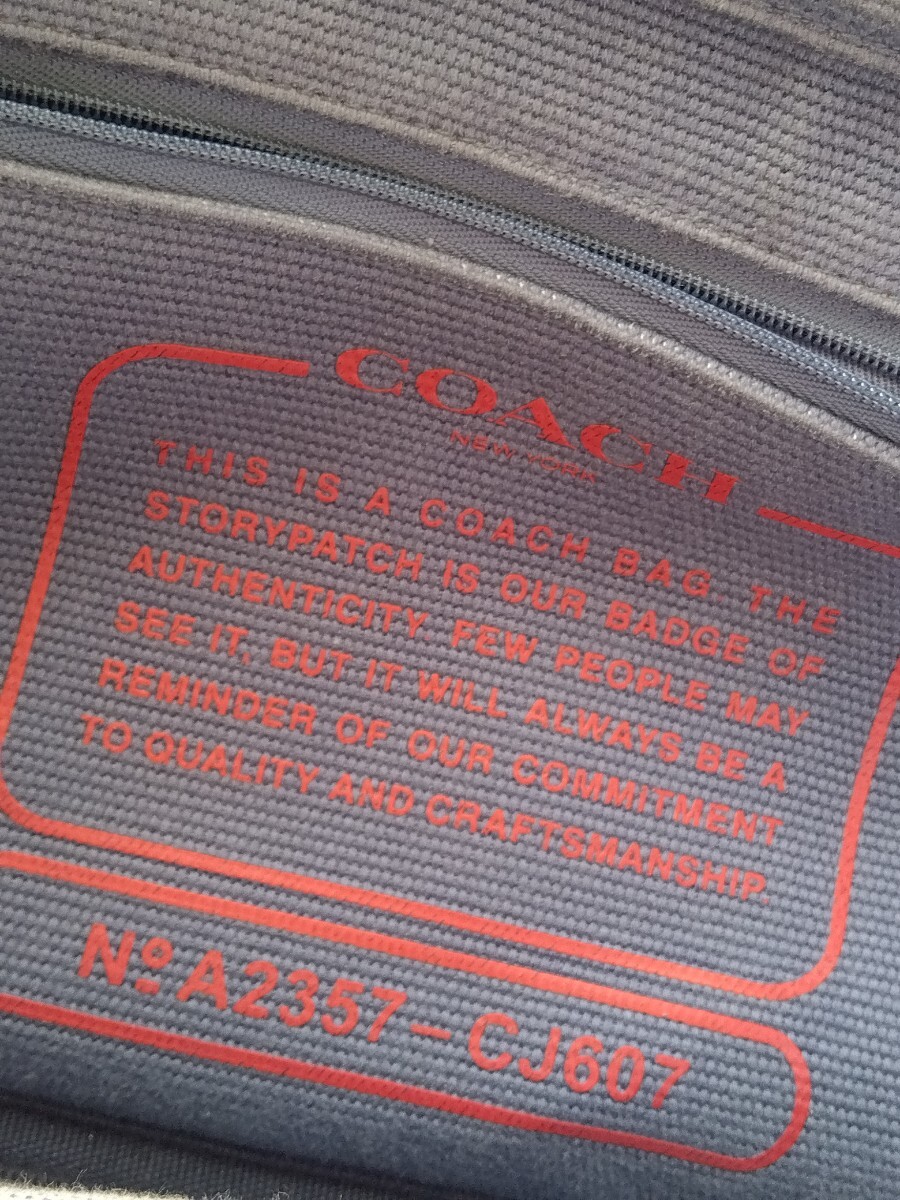 COACH
NEW YORK
THIS IS A COACH BAG. THE
STORYPATCH IS OUR BADGE OF
AUTHENTICITY. FEW PEOPLE MAY
SEE IT, BUT IT WILL ALWAYS BE A
REMINDER OF OUR COMMITMENT
TO QUALITY AND CRAFTSMANSHIP.
Nº A2357-CJ607